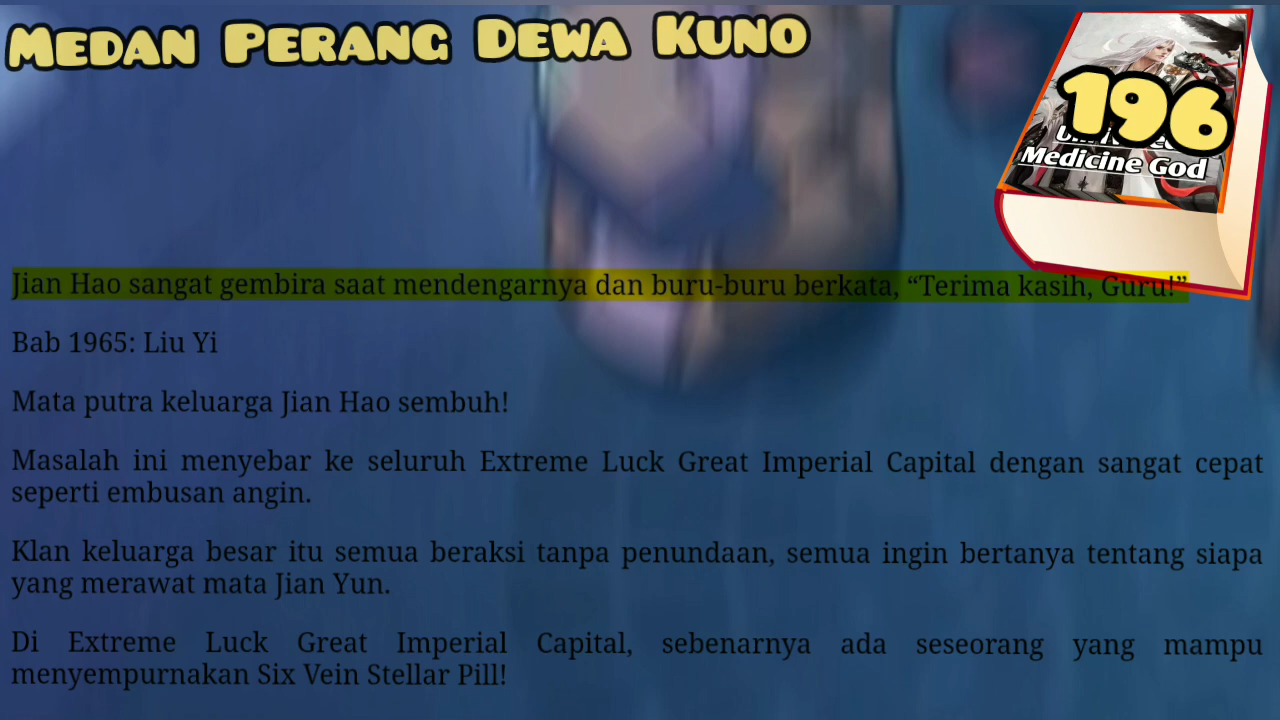 Medan Perang Dewa Kuno
196
Medicine God
Jian Hao sangat gembira saat mendengarnya dan buru-buru berkata, “Terima kasih, Guru!”
Bab 1965: Liu Yi
Mata putra keluarga Jian Hao sembuh!
Masalah ini menyebar ke seluruh Extreme Luck Great Imperial Capital dengan sangat cepat
seperti embusan angin.
Klan keluarga besar itu semua beraksi tanpa penundaan, semua ingin bertanya tentang siapa
yang merawat mata Jian Yun.
Di Extreme Luck Great Imperial Capital, sebenarnya ada seseorang yang mampu
menyempurnakan Six Vein Stellar Pill!